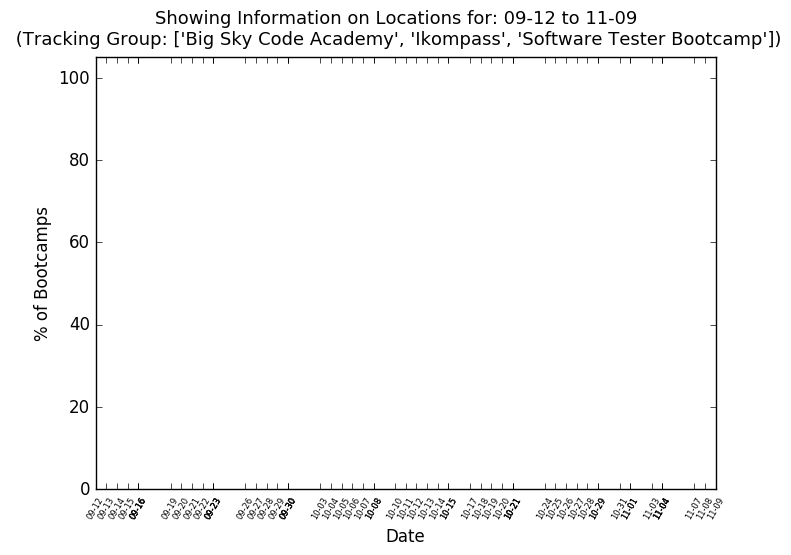 Showing Information on Locations for: 09-12 to 11-09
(Tracking Group: ['Big Sky Code Academy', 'Ikompass', 'Software Tester Bootcamp'])
100
80
60
40
20
0
% of Bootcamps
09-12 09-13 09-14 09-15 09-16 09-19 09-20 09-21 09-22 09-23 09-26 09-27 09-28 09-29 09-30 10-03 10-04 10-05 10-06 10-07 10-08 10-10 10-11 10-12 10-13 10-14 10-15 10-17 10-18 10-19 10-20 10-21 10-24 10-25 10-26 10-27 10-28 10-29 10-31 11-01 11-03 11-04 11-07 11-08 11-09
Date